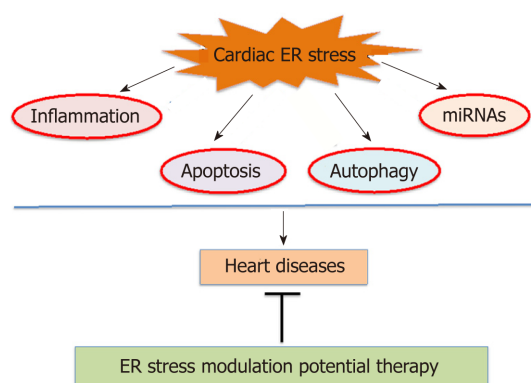 Cardiac ER stress
Inflammation
miRNAs
Apoptosis
Autophagy
Heart diseases
ER stress modulation potential therapy